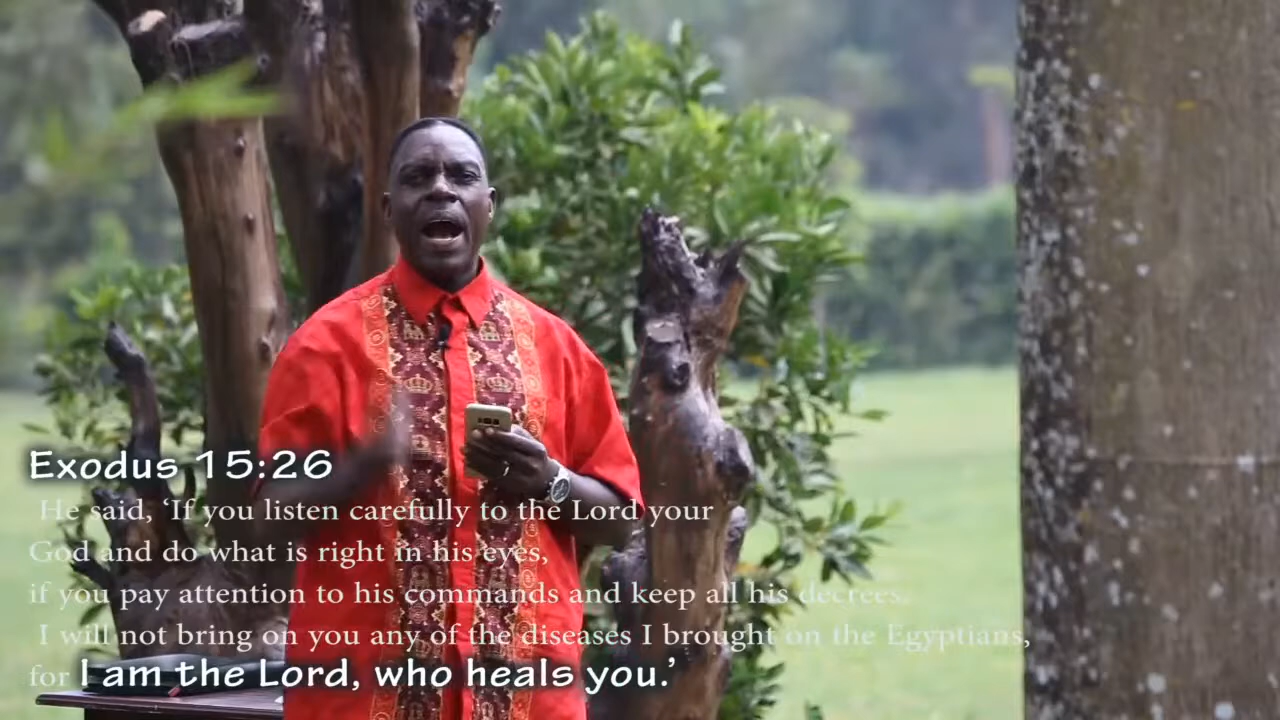 Exodus 15:26
He said, ‘If you listen carefully to the Lord your
God and do what is right in his eyes,
if you pay attention to his commands and keep all his decrees,
I will not bring on you any of the diseases I brought on the Egyptians,
for I am the Lord, who heals you.’